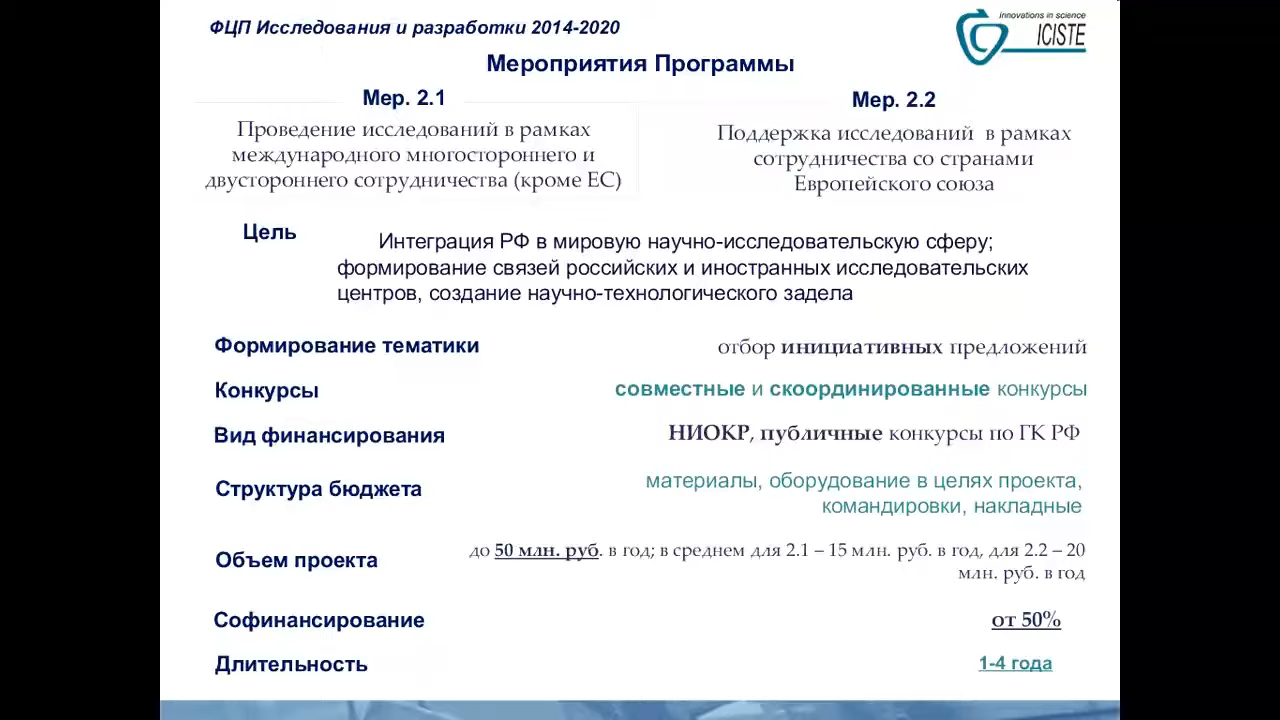 ФЦП Исследования и разработки 2014-2020
innovations in science
ICISTE
Мероприятия Программы
Мер. 2.1
Проведение исследований в рамках
международного многостороннего и
двустороннего сотрудничества (кроме ЕС)
Мер. 2.2
Поддержка исследований в рамках
сотрудничества со странами
Европейского союза
Цель
Интеграция РФ в мировую научно-исследовательскую сферу;
формирование связей российских и иностранных исследовательских
центров, создание научно-технологического задела
Формирование тематики
отбор инициативных предложений
Конкурсы
совместные и скоординированные конкурсы
Вид финансирования
НИОКР, публичные конкурсы по ГК РФ
Структура бюджета
материалы, оборудование в целях проекта,
командировки, накладные
Объем проекта
до 50 млн. руб. в год; в среднем для 2.1 – 15 млн. руб. в год, для 2.2 – 20
млн. руб. в год
Софинансирование
от 50%
Длительность
1-4 года